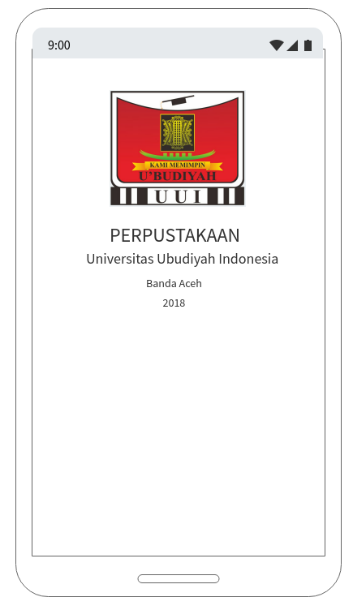 9:00
KAMI MEMIMPIN
U'BUDIYAH
UUI
PERPUSTAKAAN
Universitas Ubudiyah Indonesia
Banda Aceh
2018